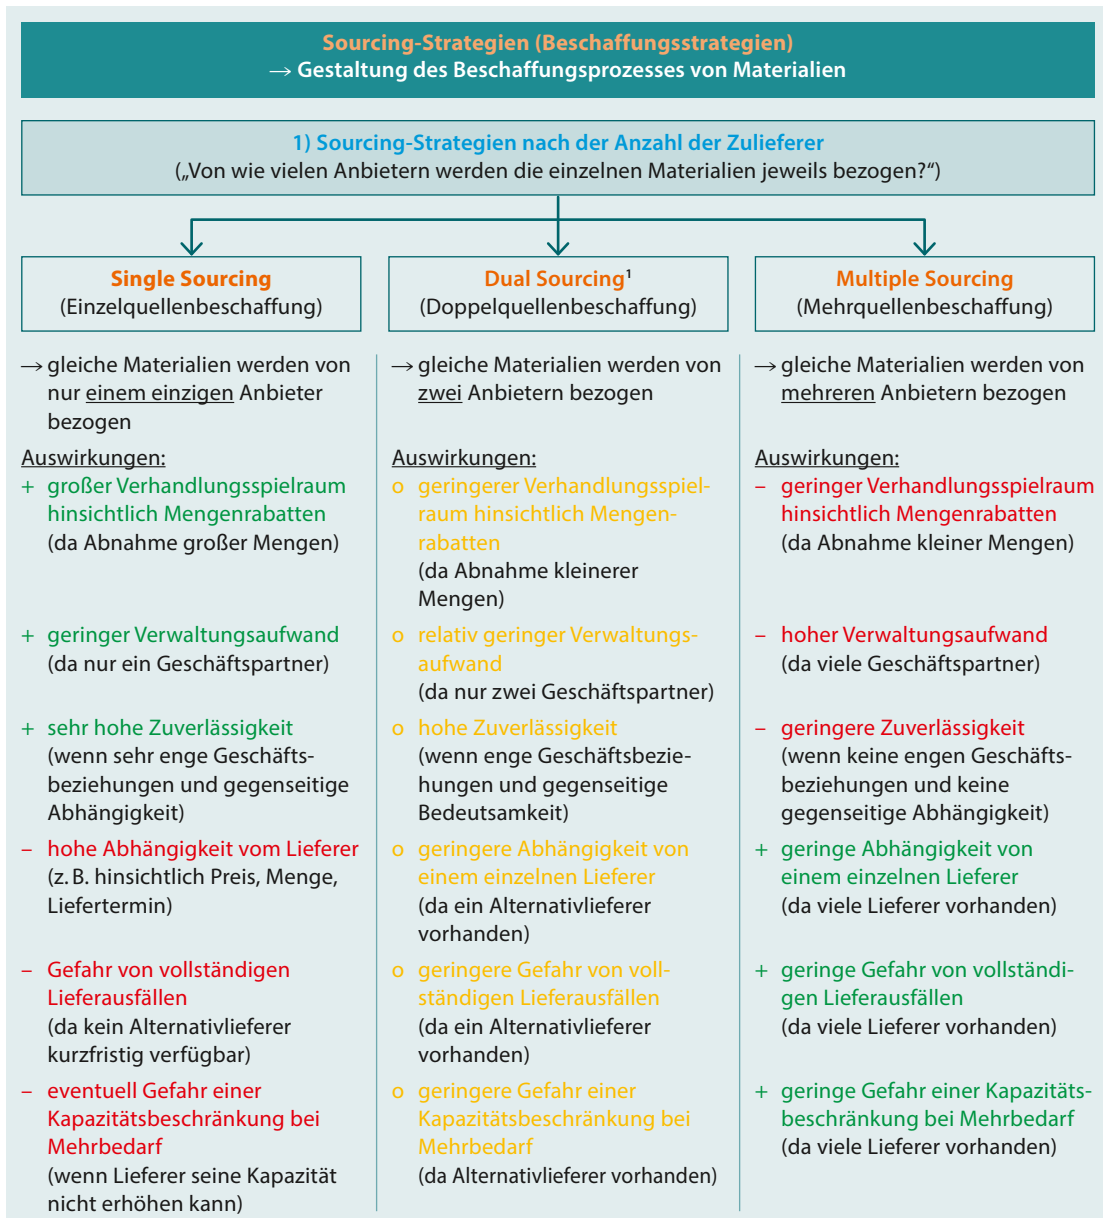 Sourcing-Strategien (Beschaffungsstrategien)
→ Gestaltung des Beschaffungsprozesses von Materialien
1) Sourcing-Strategien nach der Anzahl der Zulieferer
(„Von wie vielen Anbietern werden die einzelnen Materialien jeweils bezogen?“)
Single Sourcing
(Einzelquellenbeschaffung)
→ gleiche Materialien werden von
nur einem einzigen Anbieter
bezogen
Auswirkungen:
+ großer Verhandlungsspielraum
hinsichtlich Mengenrabatten
(da Abnahme großer Mengen)
+ geringer Verwaltungsaufwand
(da nur ein Geschäftspartner)
+ sehr hohe Zuverlässigkeit
(wenn sehr enge Geschäfts-
beziehungen und gegenseitige
Abhängigkeit)
– hohe Abhängigkeit vom Lieferer
(z. B. hinsichtlich Preis, Menge,
Liefertermin)
– Gefahr von vollständigen
Lieferausfällen
(da kein Alternativlieferer
kurzfristig verfügbar)
– eventuell Gefahr einer
Kapazitätsbeschränkung bei
Mehrbedarf
(wenn Lieferer seine Kapazität
nicht erhöhen kann)
Dual Sourcing¹
(Doppelquellenbeschaffung)
→ gleiche Materialien werden von
zwei Anbietern bezogen
Auswirkungen:
o geringerer Verhandlungsspiel-
raum hinsichtlich Mengen-
rabatten
(da Abnahme kleinerer
Mengen)
o relativ geringer Verwaltungs-
aufwand
(da nur zwei Geschäftspartner)
o hohe Zuverlässigkeit
(wenn enge Geschäftsbezie-
hungen und gegenseitige
Bedeutsamkeit)
o geringere Abhängigkeit von
einem einzelnen Lieferer
(da ein Alternativlieferer
vorhanden)
o geringere Gefahr von voll-
ständigen Lieferausfällen
(da ein Alternativlieferer
vorhanden)
o geringere Gefahr einer
Kapazitätsbeschränkung bei
Mehrbedarf
(da Alternativlieferer vorhanden)
Multiple Sourcing
(Mehrquellenbeschaffung)
→ gleiche Materialien werden von
mehreren Anbietern bezogen
Auswirkungen:
– geringer Verhandlungsspielraum
hinsichtlich Mengenrabatten
(da Abnahme kleiner Mengen)
– hoher Verwaltungsaufwand
(da viele Geschäftspartner)
– geringere Zuverlässigkeit
(wenn keine engen Geschäfts-
beziehungen und keine
gegenseitige Abhängigkeit)
+ geringe Abhängigkeit von
einem einzelnen Lieferer
(da viele Lieferer vorhanden)
+ geringe Gefahr von vollständi-
gen Lieferausfällen
(da viele Lieferer vorhanden)
+ geringe Gefahr einer Kapazitäts-
beschränkung bei Mehrbedarf
(da viele Lieferer vorhanden)